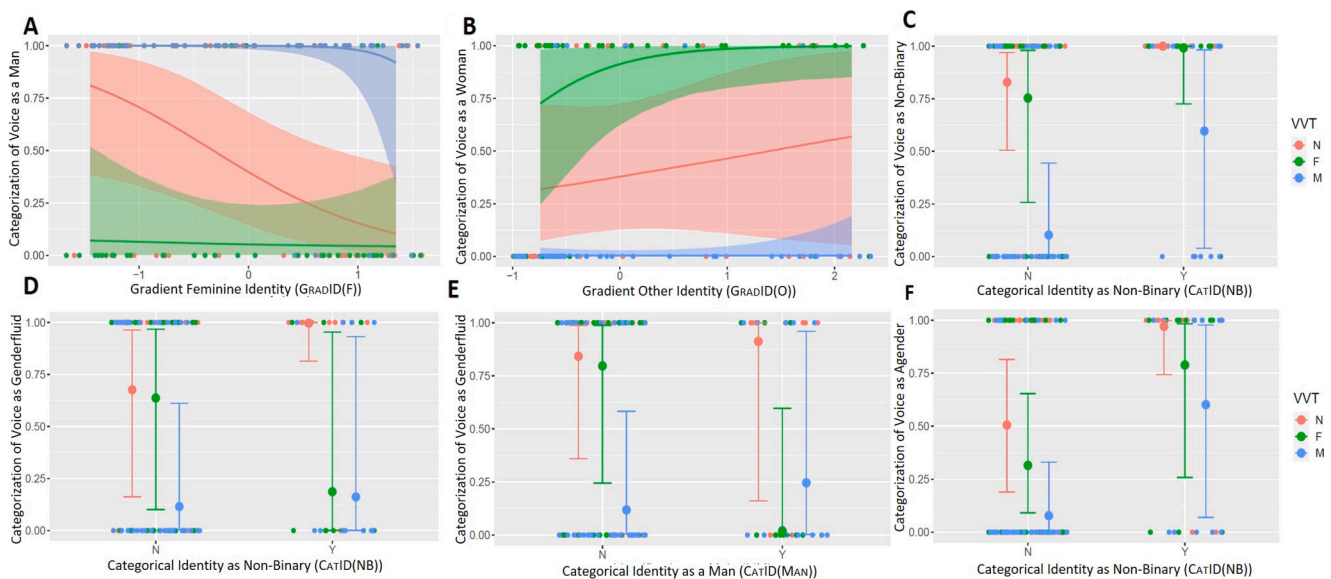 A
Categorization of Voice as a Man
1.00
0.75
0.50
0.25
0.00
−1
0
1
Gradient Feminine Identity (GRADID(F))
B
Categorization of Voice as a Woman
1.00
0.75
0.50
0.25
0.00
−1
0
1
2
Gradient Other Identity (GRADID(O))
C
Categorization of Voice as Non-Binary
1.00
0.75
0.50
0.25
0.00
N
Y
Categorical Identity as Non-Binary (CATID(NB))
VVT
N
F
M
D
Categorization of Voice as Genderfluid
1.00
0.75
0.50
0.25
0.00
N
Y
Categorical Identity as Non-Binary (CATID(NB))
E
Categorization of Voice as Genderfluid
1.00
0.75
0.50
0.25
0.00
N
Y
Categorical Identity as a Man (CATID(MAN))
F
Categorization of Voice as Agender
1.00
0.75
0.50
0.25
0.00
N
Y
Categorical Identity as Non-Binary (CATID(NB))
VVT
N
F
M